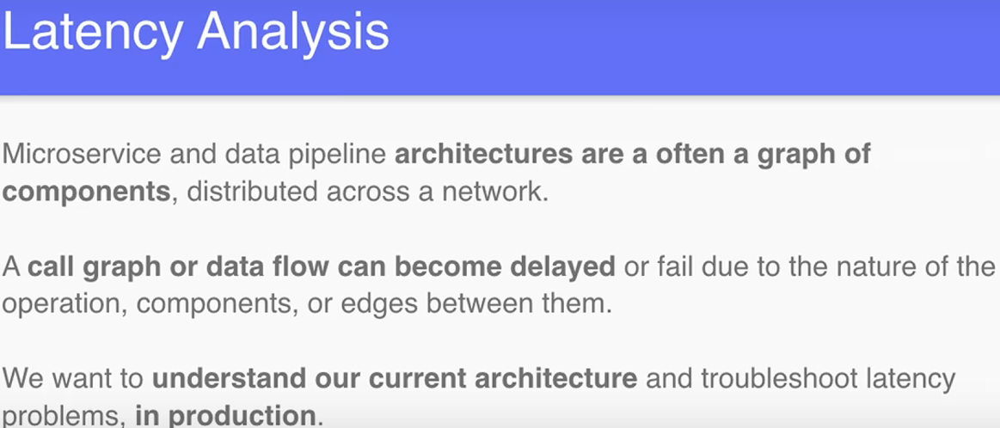 Latency Analysis
Microservice and data pipeline architectures are a often a graph of
components, distributed across a network.
A call graph or data flow can become delayed or fail due to the nature of the
operation, components, or edges between them.
We want to understand our current architecture and troubleshoot latency
problems, in production.